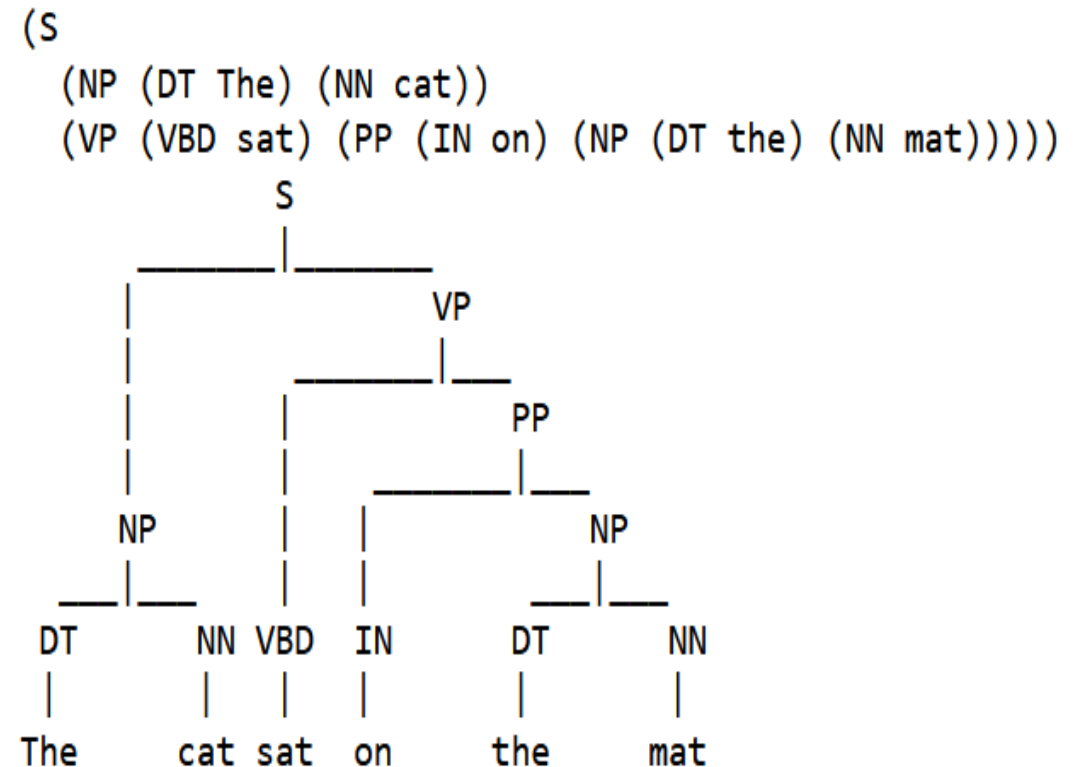 (S
(NP (DT The) (NN cat))
(VP (VBD sat) (PP (IN on) (NP (DT the) (NN mat)))))
S
VP
PP
NP NP
DT NN VBD IN DT NN
The cat sat on the mat